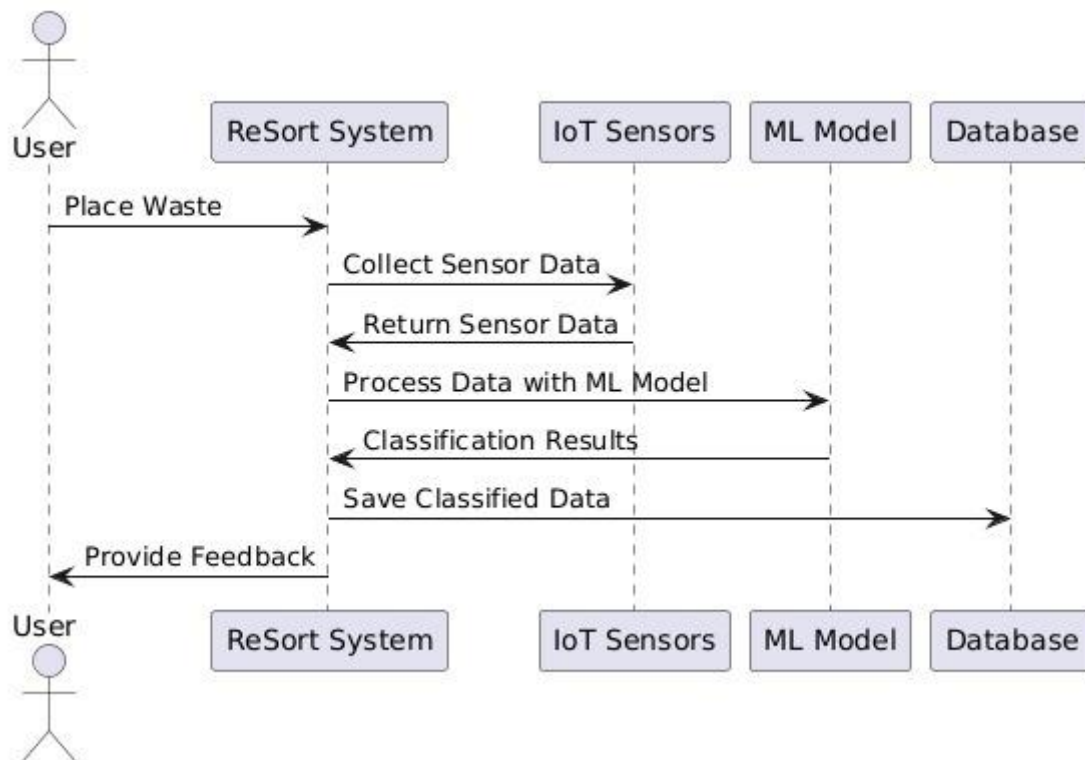 User
ReSort System
IoT Sensors
ML Model
Database
Place Waste
Collect Sensor Data
Return Sensor Data
Process Data with ML Model
Classification Results
Save Classified Data
Provide Feedback
User
ReSort System
IoT Sensors
ML Model
Database